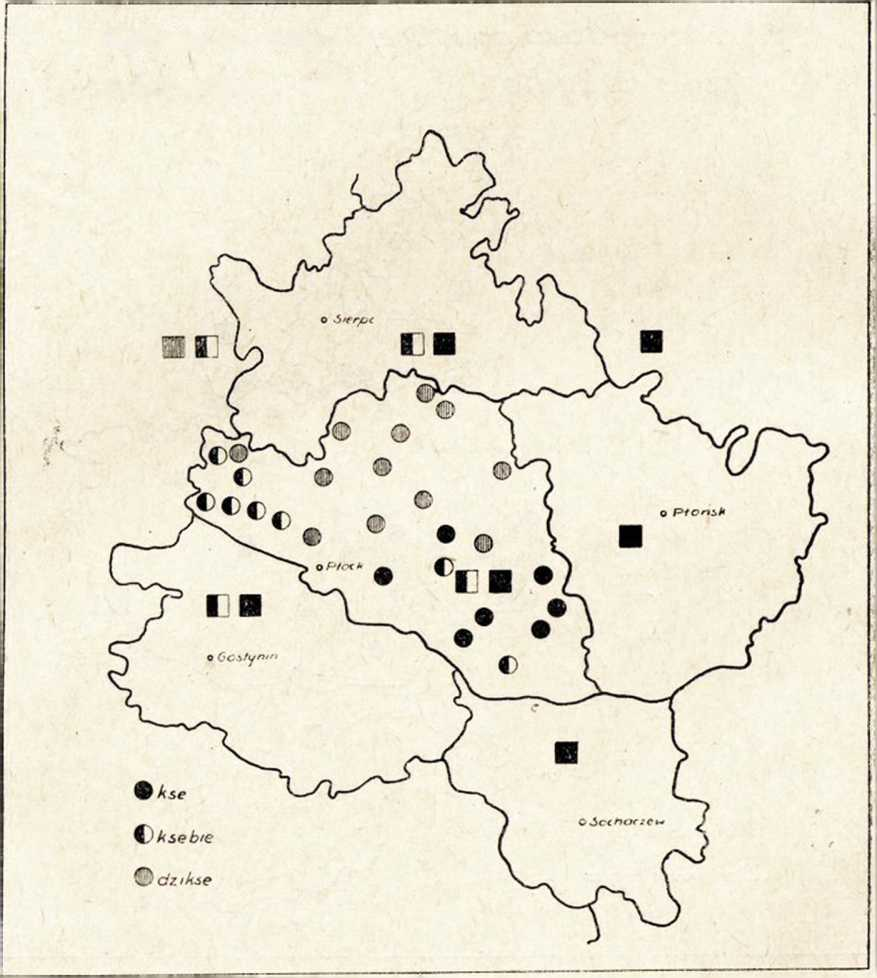 Sierpc
Płońsk
Płock
Gostynin
Sochaczew
kse
ksebie
dzikse